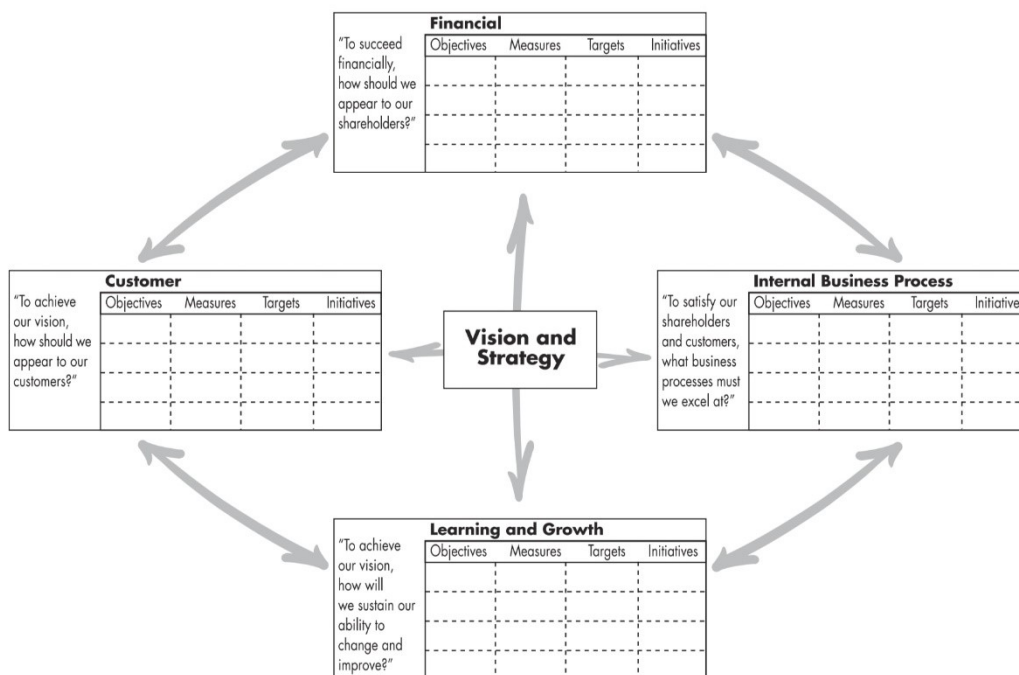 Financial
"To succeed
financially,
how should we
appear to our
shareholders?"
Objectives Measures Targets Initiatives
Customer
"To achieve
our vision,
how should we
appear to our
customers?"
Objectives Measures Targets Initiatives
Vision and
Strategy
Internal Business Process
"To satisfy our
shareholders
and customers,
what business
processes must
we excel at?"
Objectives Measures Targets Initiative
Learning and Growth
"To achieve
our vision,
how will
we sustain our
ability to
change and
improve?"
Objectives Measures Targets Initiatives